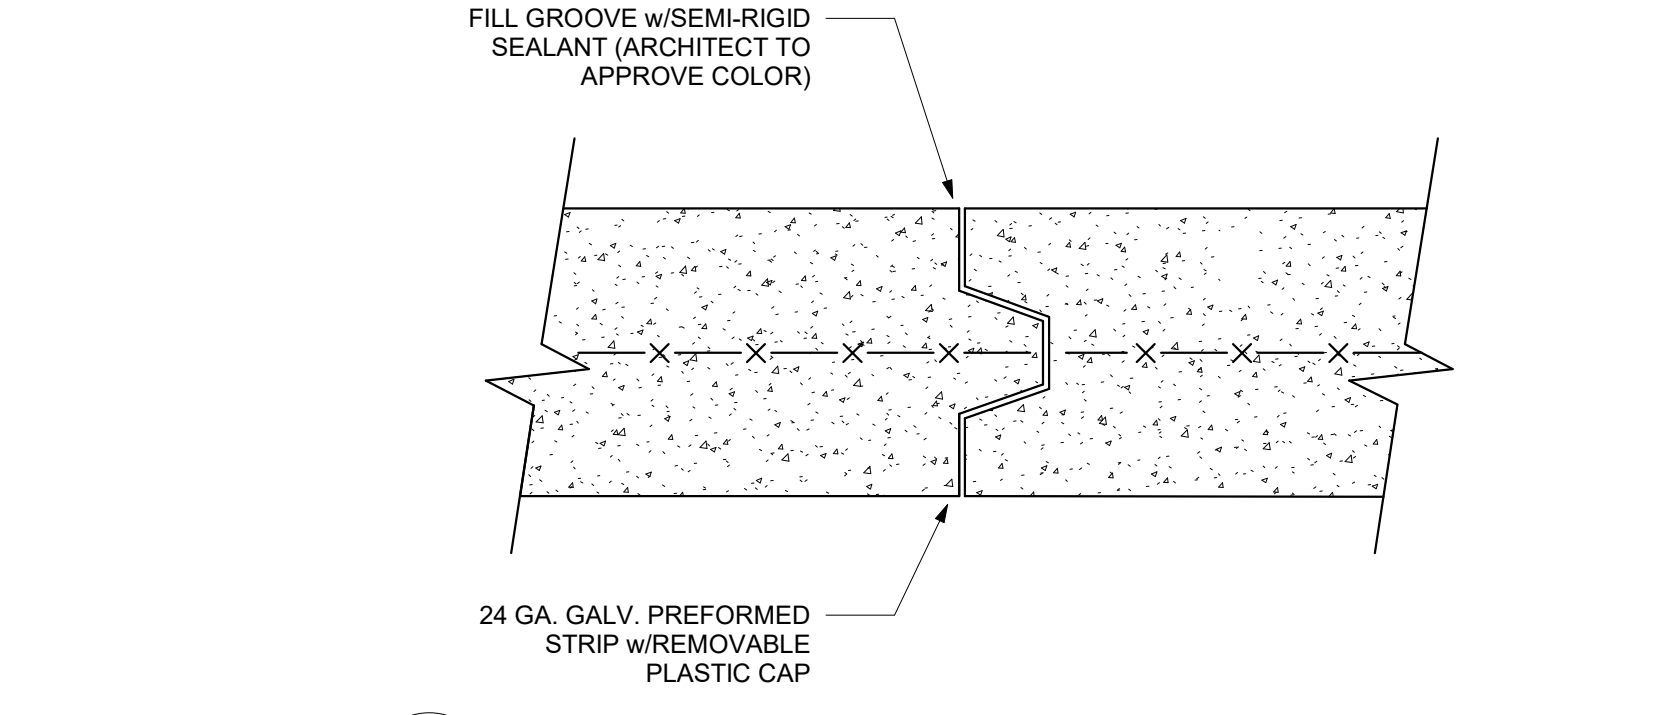 FILL GROOVE w/SEMI-RIGID
SEALANT (ARCHITECT TO
APPROVE COLOR)
24 GA. GALV. PREFORMED
STRIP w/REMOVABLE
PLASTIC CAP